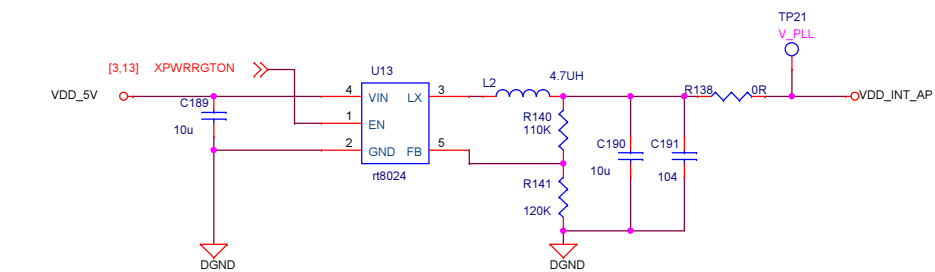 TP21
V_PLL
[3,13] XPWRRGTON
U13
L2 4.7UH
VDD_5V
C189
10u
4 VIN LX 3
1 EN
2 GND FB 5
rt8024
R138 0R
VDD_INT_AP
R140
110K
R141
120K
C190
10u
C191
104
DGND
DGND